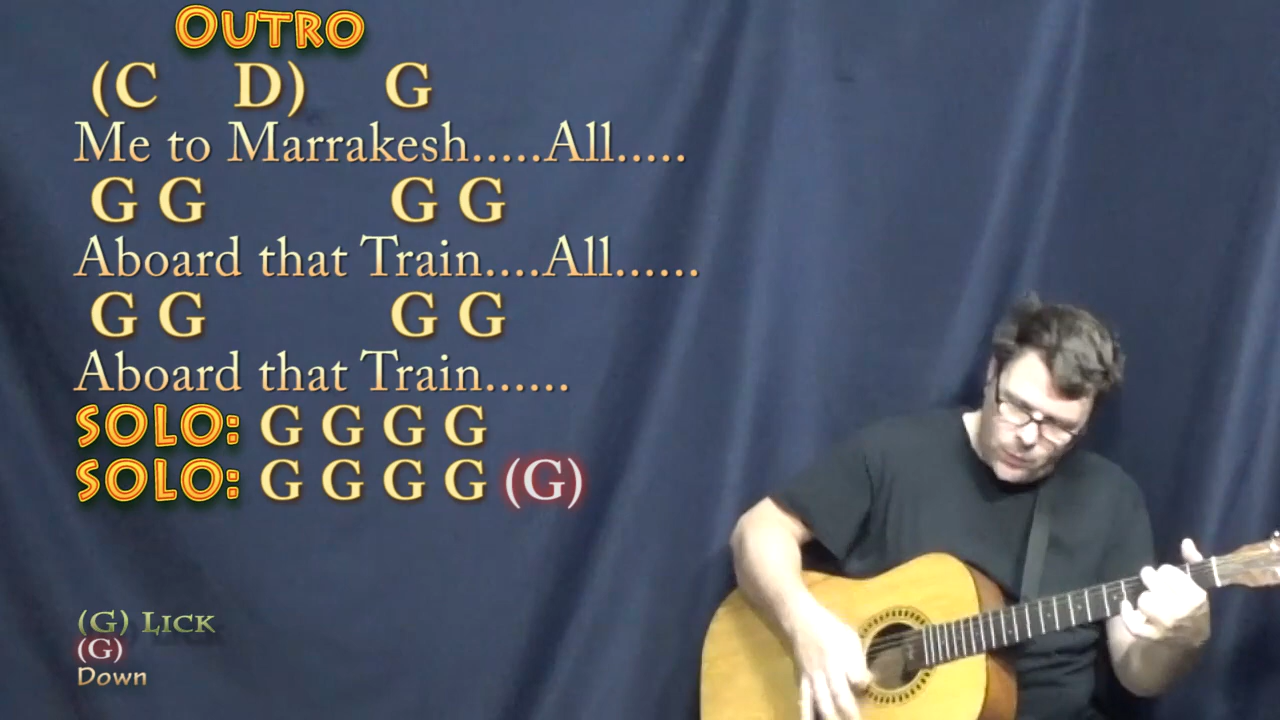 OUTRO
(C D) G
Me to Marrakesh.....All.....
G G G G
Aboard that Train....All......
G G G G
Aboard that Train......
SOLO: G G G G
SOLO: G G G G (G)
(G) LICK
(G)
Down